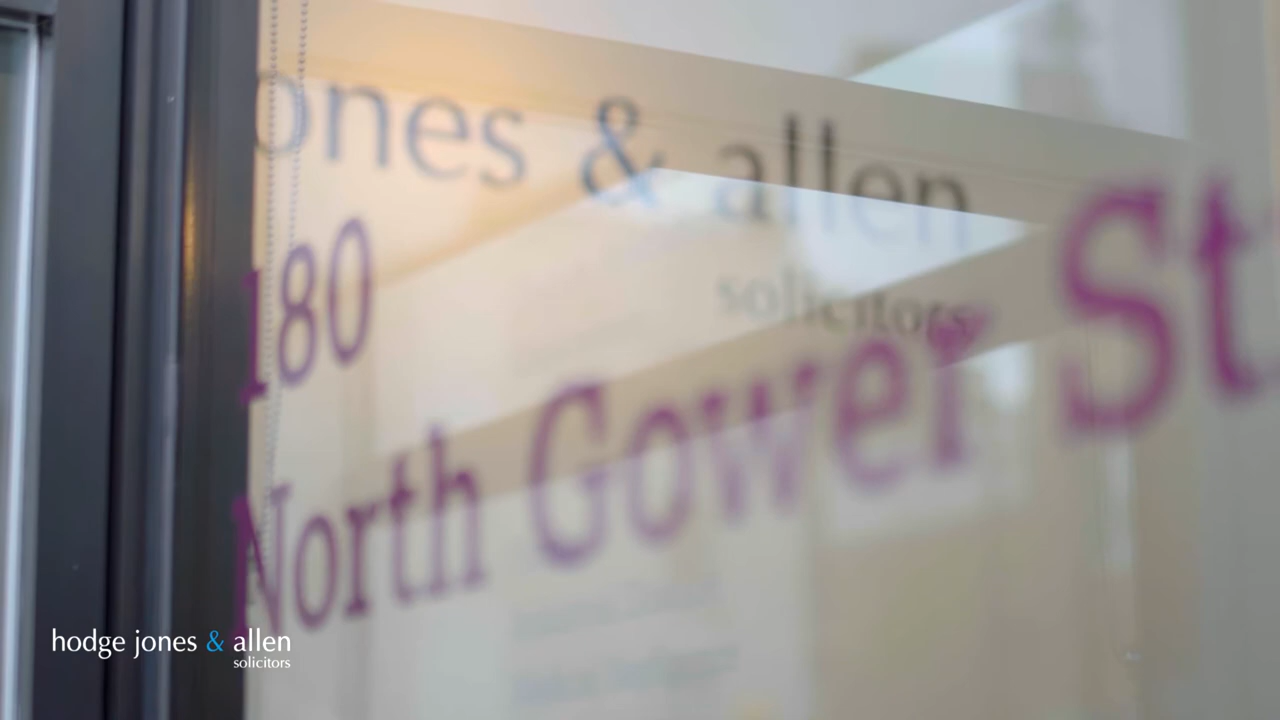 ones & allen
solicitors
180
North Gower St
hodge jones & allen
solicitors